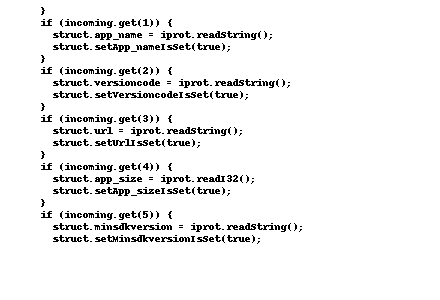 }
if (incoming.get(1)) {
struct.app_name = iprot.readString();
struct.setApp_nameIsSet(true);
}
if (incoming.get(2)) {
struct.versioncode = iprot.readString();
struct.setVersioncodeIsSet(true);
}
if (incoming.get(3)) {
struct.url = iprot.readString();
struct.setUrlIsSet(true);
}
if (incoming.get(4)) {
struct.app_size = iprot.readI32();
struct.setApp_sizeIsSet(true);
}
if (incoming.get(5)) {
struct.minsdkversion = iprot.readString();
struct.setMinsdkversionIsSet(true);